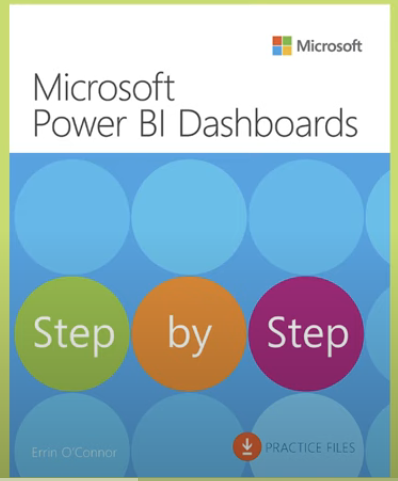 Microsoft
Microsoft
Power BI Dashboards
Step by Step
Errin O'Connor
PRACTICE FILES